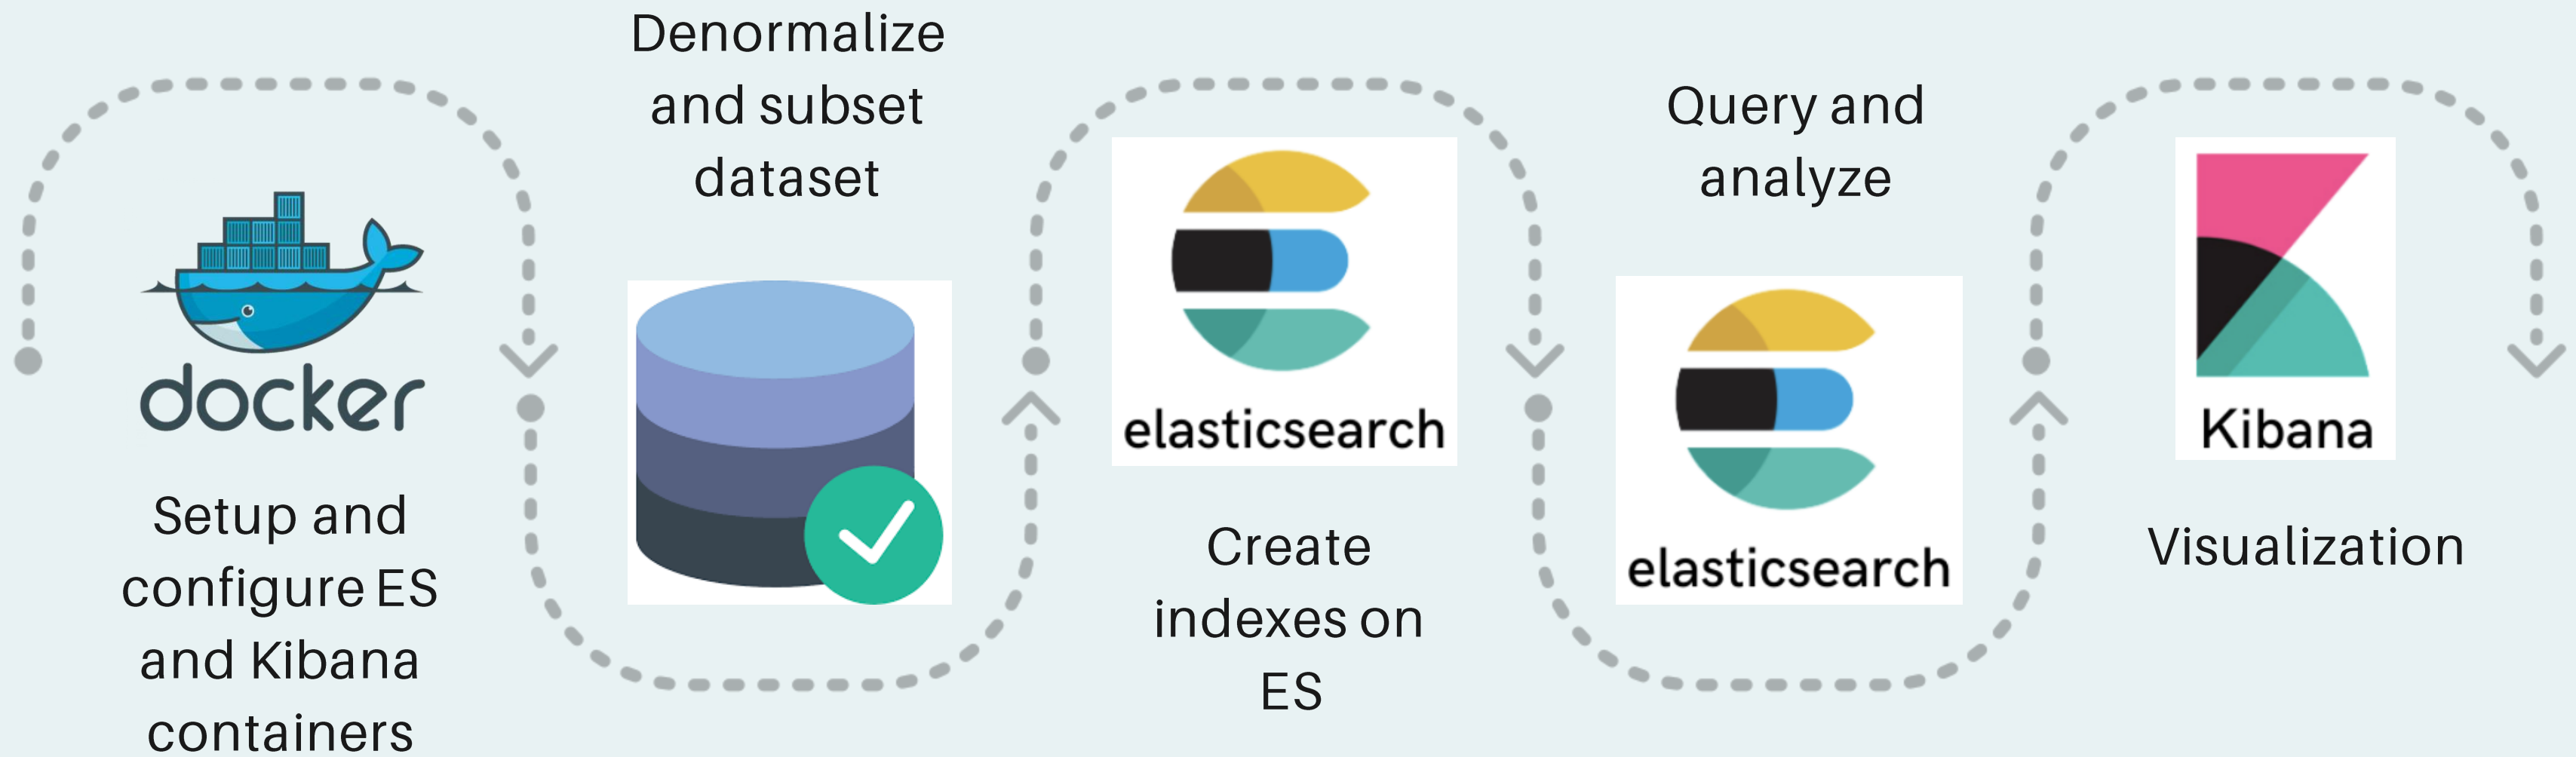 docker
Setup and
configure ES
and Kibana
containers
Denormalize
and subset
dataset
elasticsearch
Create
indexes on
ES
Query and
analyze
elasticsearch
Kibana
Visualization